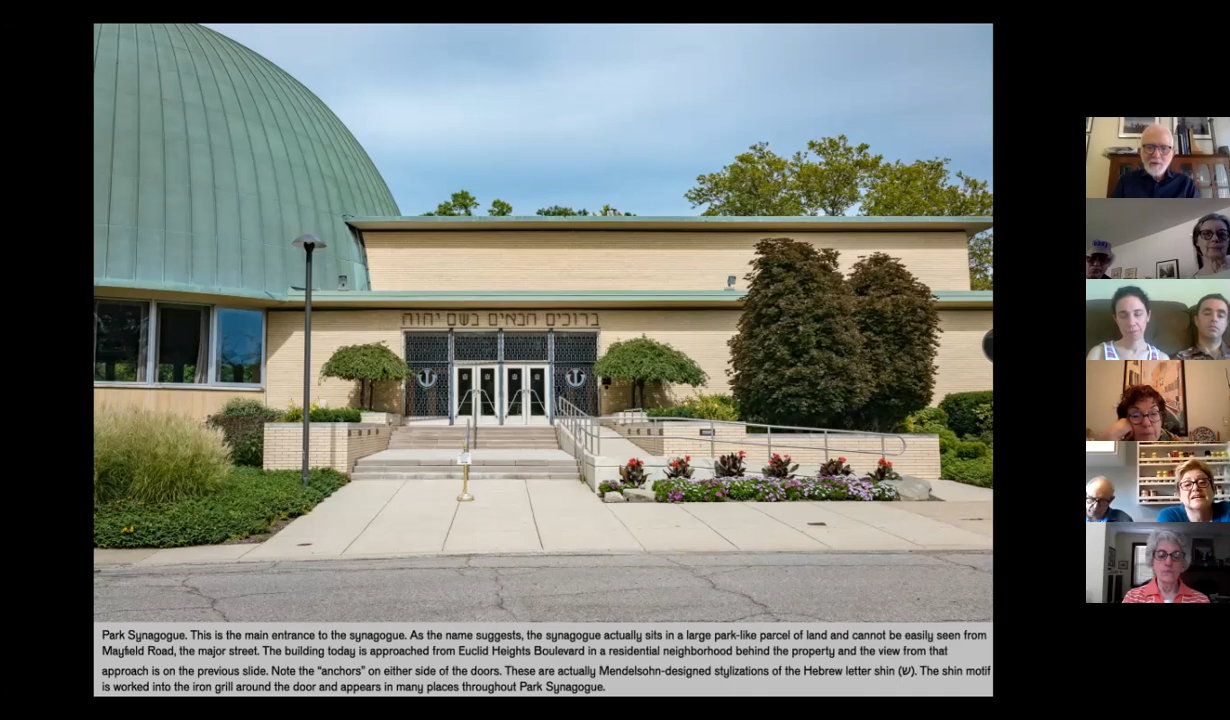 ברוכים הבאים בשם יהוה
Park Synagogue. This is the main entrance to the synagogue. As the name suggests, the synagogue actually sits in a large park-like parcel of land and cannot be easily seen from
Mayfield Road, the major street. The building today is approached from Euclid Heights Boulevard in a residential neighborhood behind the property and the view from that
approach is on the previous slide. Note the “anchors” on either side of the doors. These are actually Mendelsohn-designed stylizations of the Hebrew letter shin (ש). The shin motif
is worked into the iron grill around the door and appears in many places throughout Park Synagogue.